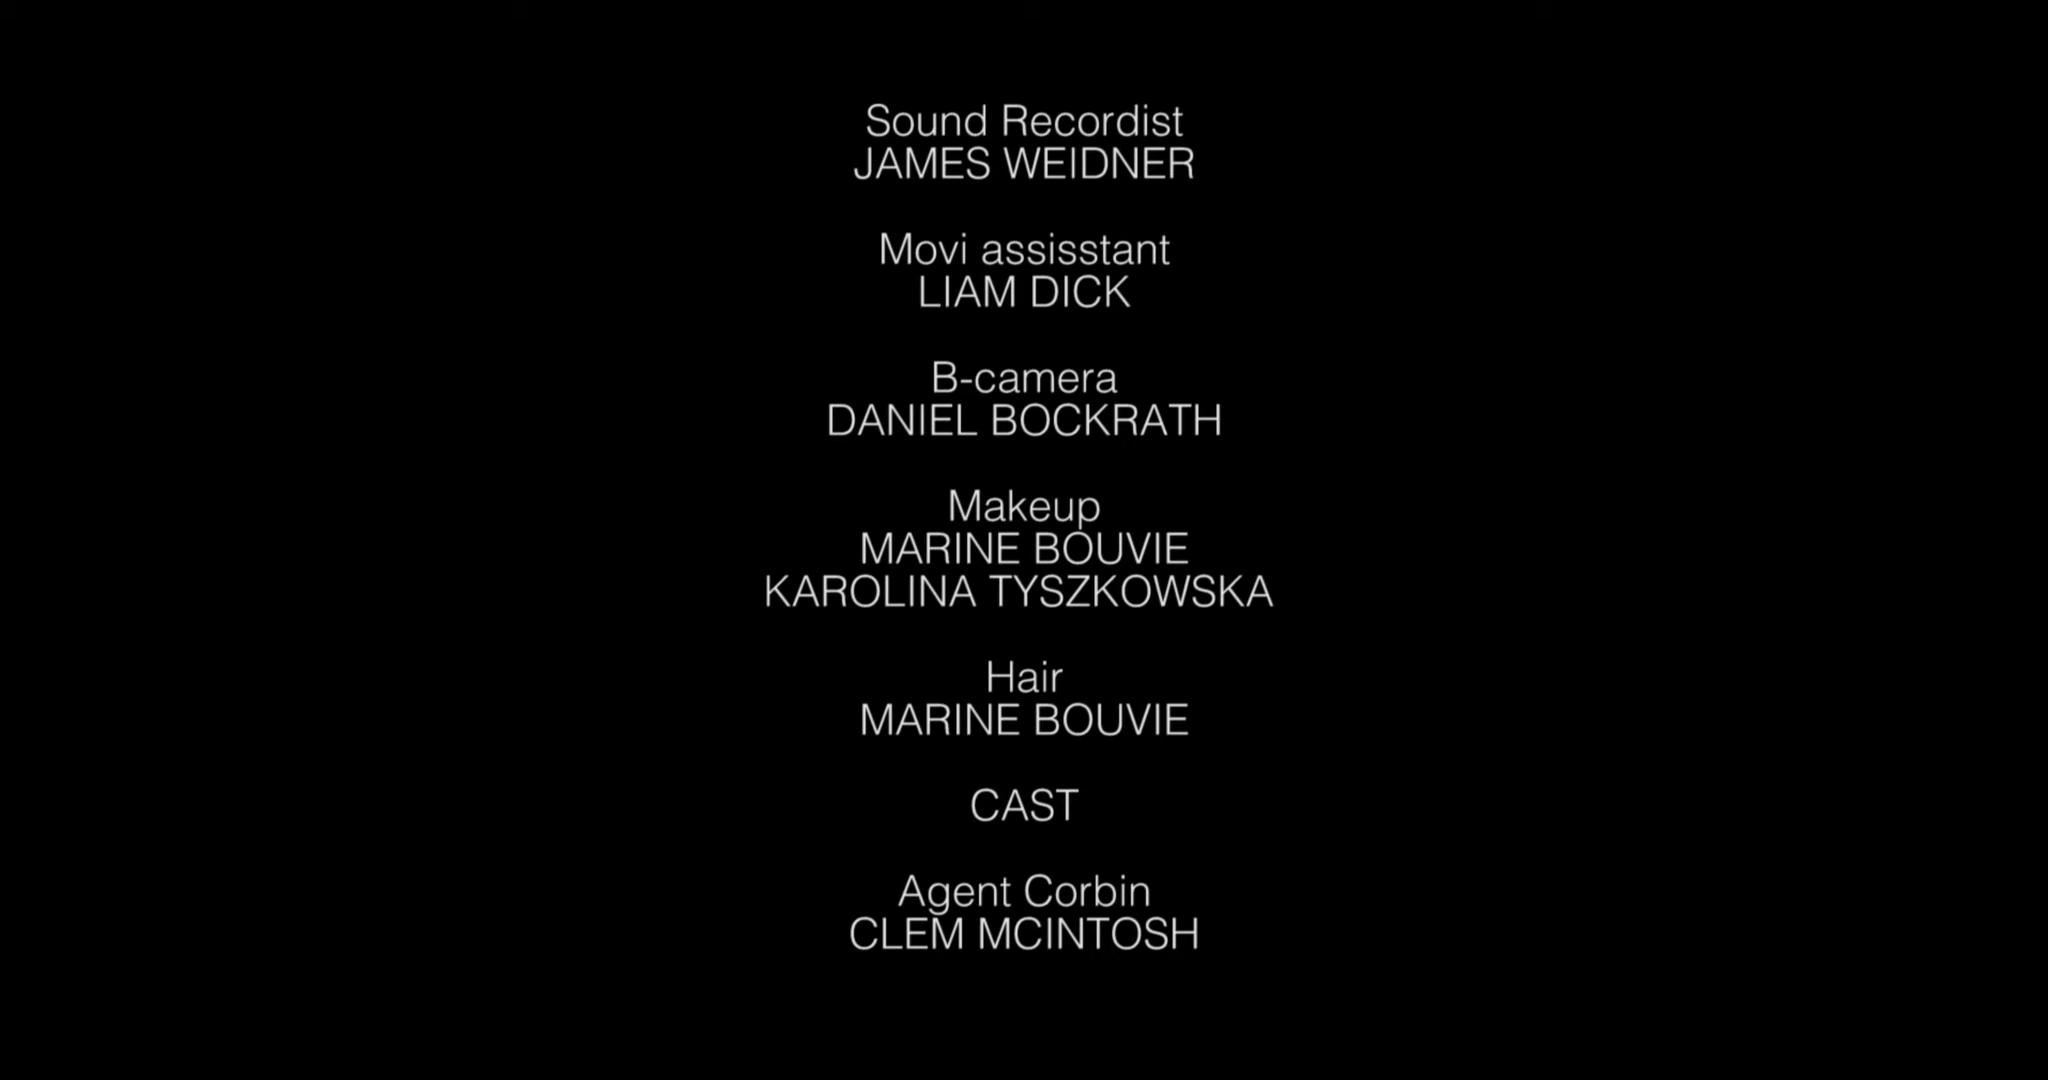 Sound Recordist
JAMES WEIDNER
Movi assisstant
LIAM DICK
B-camera
DANIEL BOCKRATH
Makeup
MARINE BOUVIE
KAROLINA TYSZKOWSKA
Hair
MARINE BOUVIE
CAST
Agent Corbin
CLEM MCINTOSH